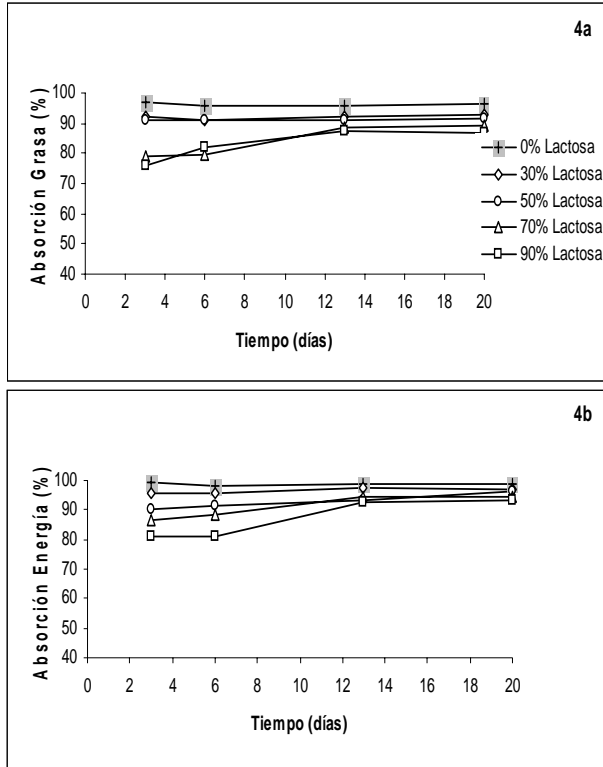 4a
Absorción Grasa (%)
100
90
80
70
60
50
40
0 2 4 6 8 10 12 14 16 18 20
Tiempo (días)
0% Lactosa
30% Lactosa
50% Lactosa
70% Lactosa
90% Lactosa
4b
Absorción Energía (%)
100
90
80
70
60
50
40
0 2 4 6 8 10 12 14 16 18 20
Tiempo (días)